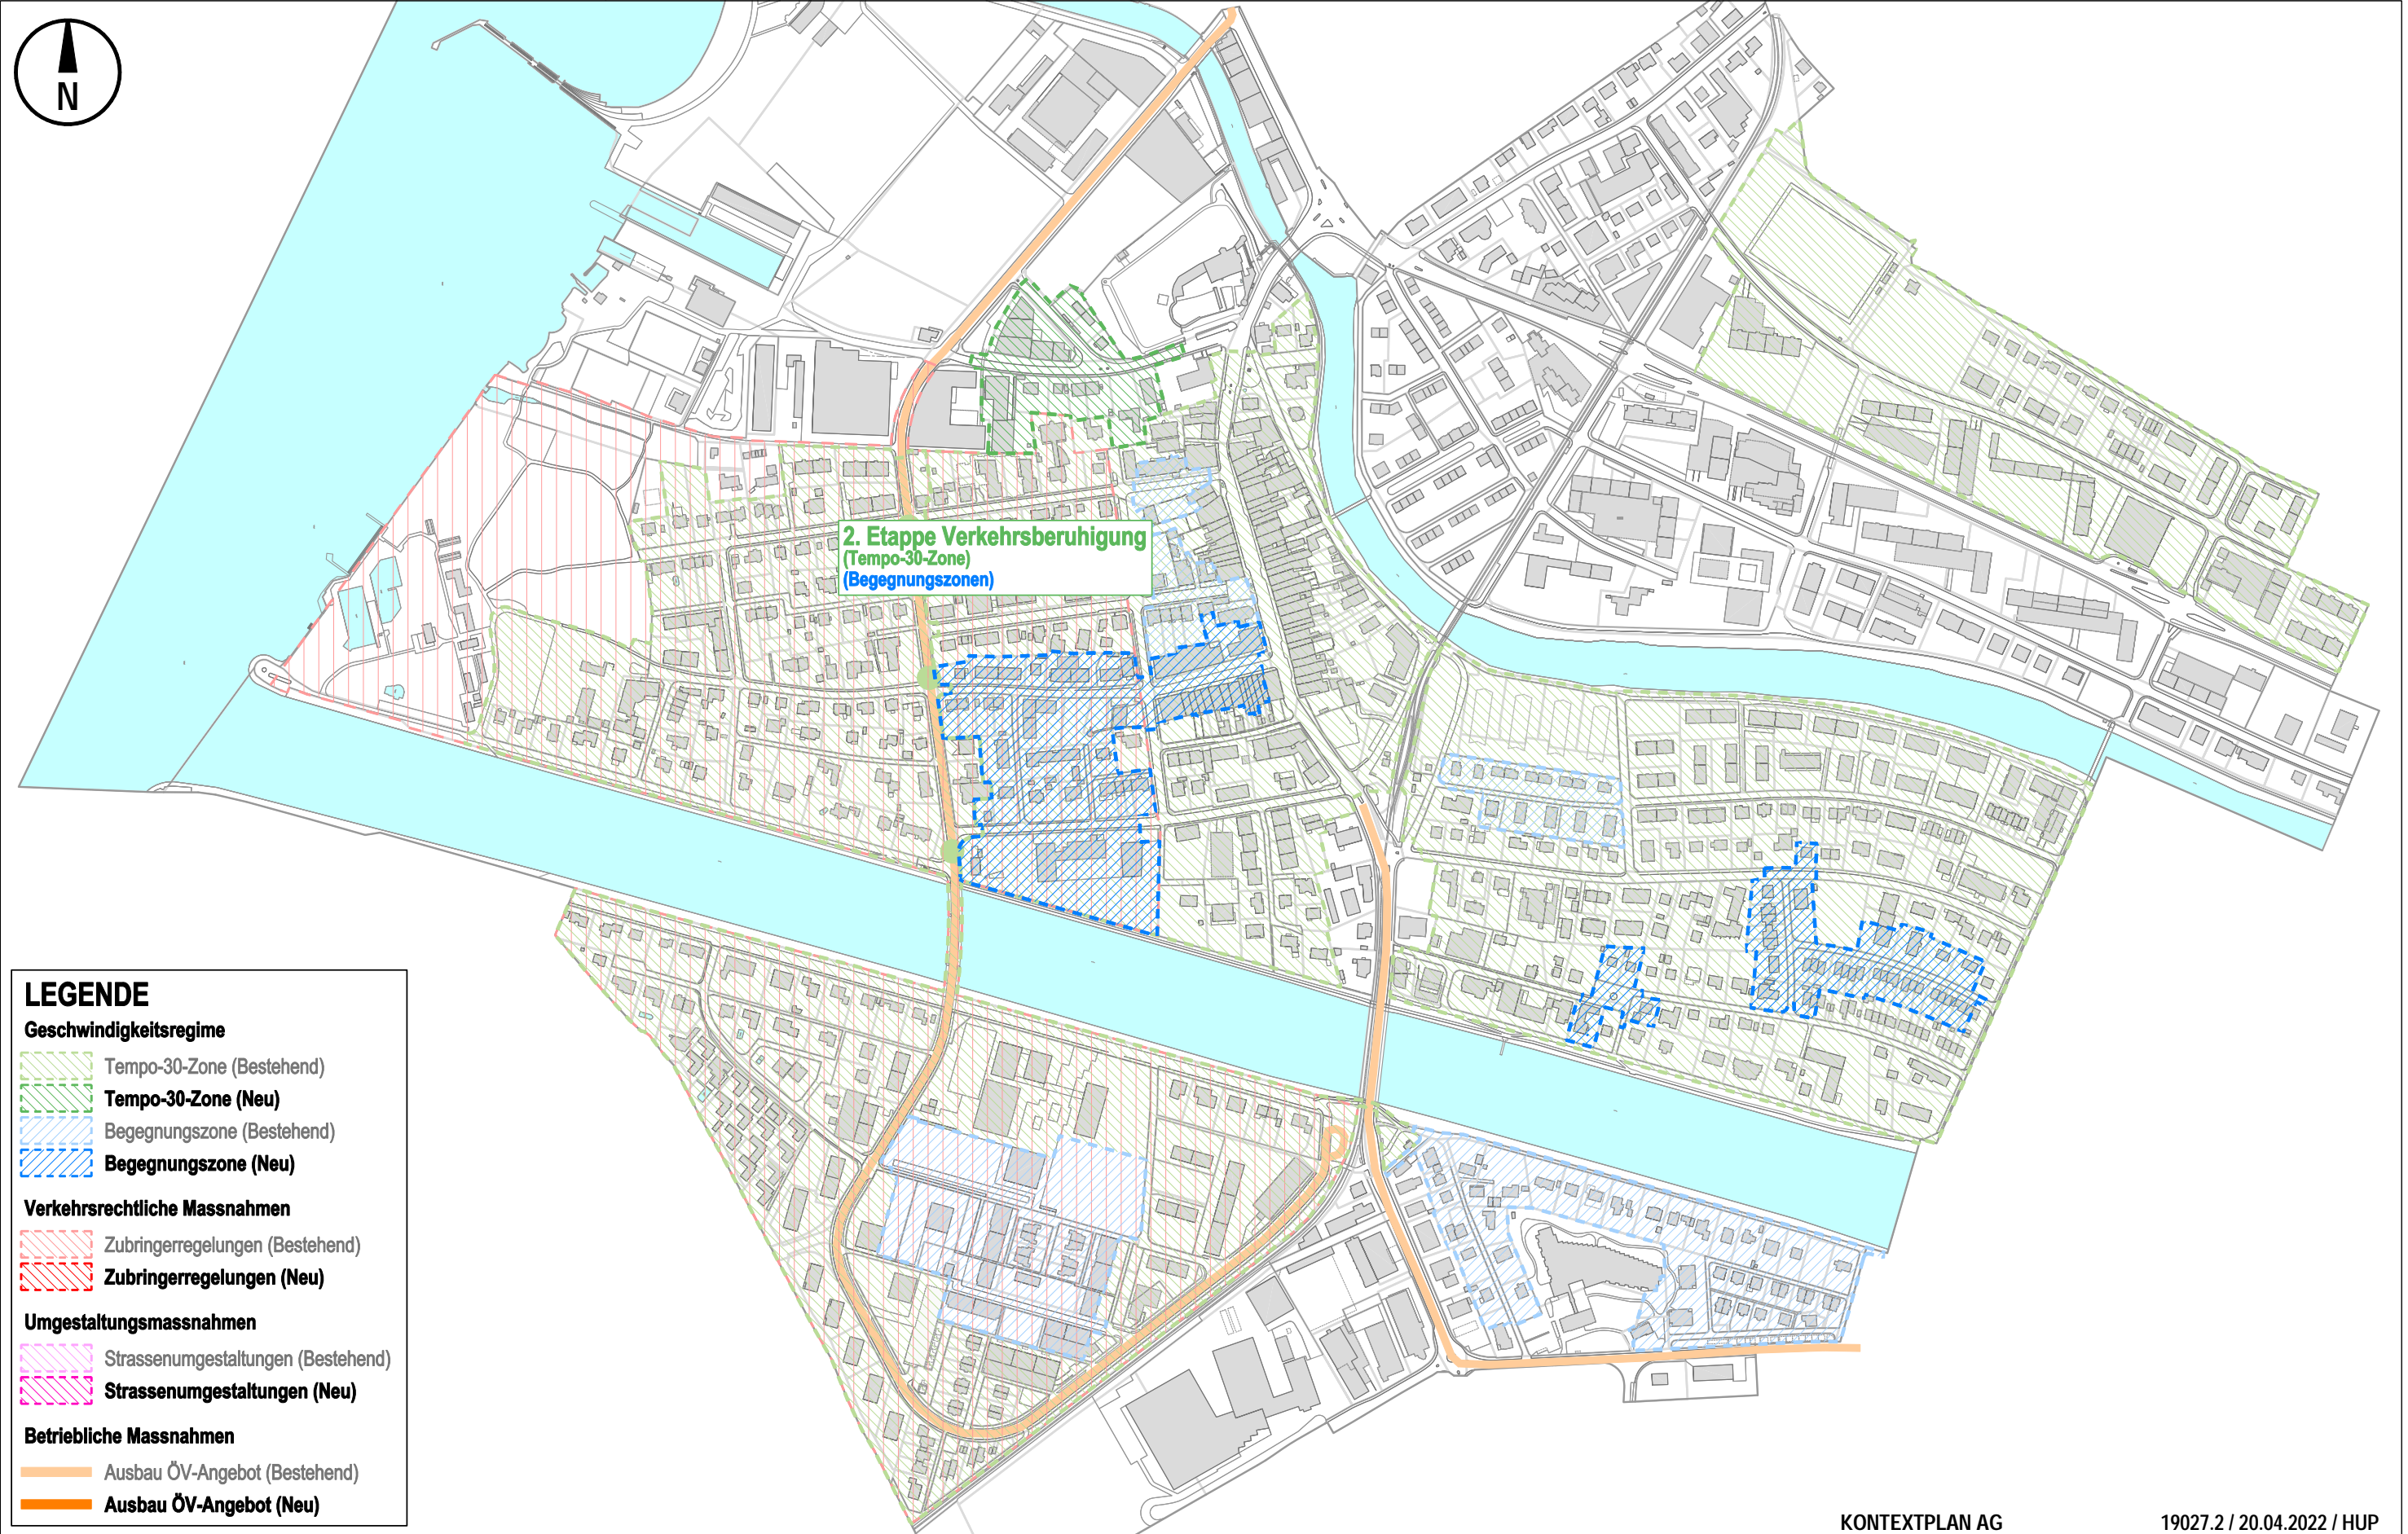 N
2. Etappe Verkehrsberuhigung
(Tempo-30-Zone)
(Begegnungszonen)
LEGENDE
Geschwindigkeitsregime
Tempo-30-Zone (Bestehend)
Tempo-30-Zone (Neu)
Begegnungszone (Bestehend)
Begegnungszone (Neu)
Verkehrsrechtliche Massnahmen
Zubringerregelungen (Bestehend)
Zubringerregelungen (Neu)
Umgestaltungsmassnahmen
Strassenumgestaltungen (Bestehend)
Strassenumgestaltungen (Neu)
Betriebliche Massnahmen
Ausbau ÖV-Angebot (Bestehend)
Ausbau ÖV-Angebot (Neu)
KONTEXTPLAN AG 19027.2 / 20.04.2022 / HUP